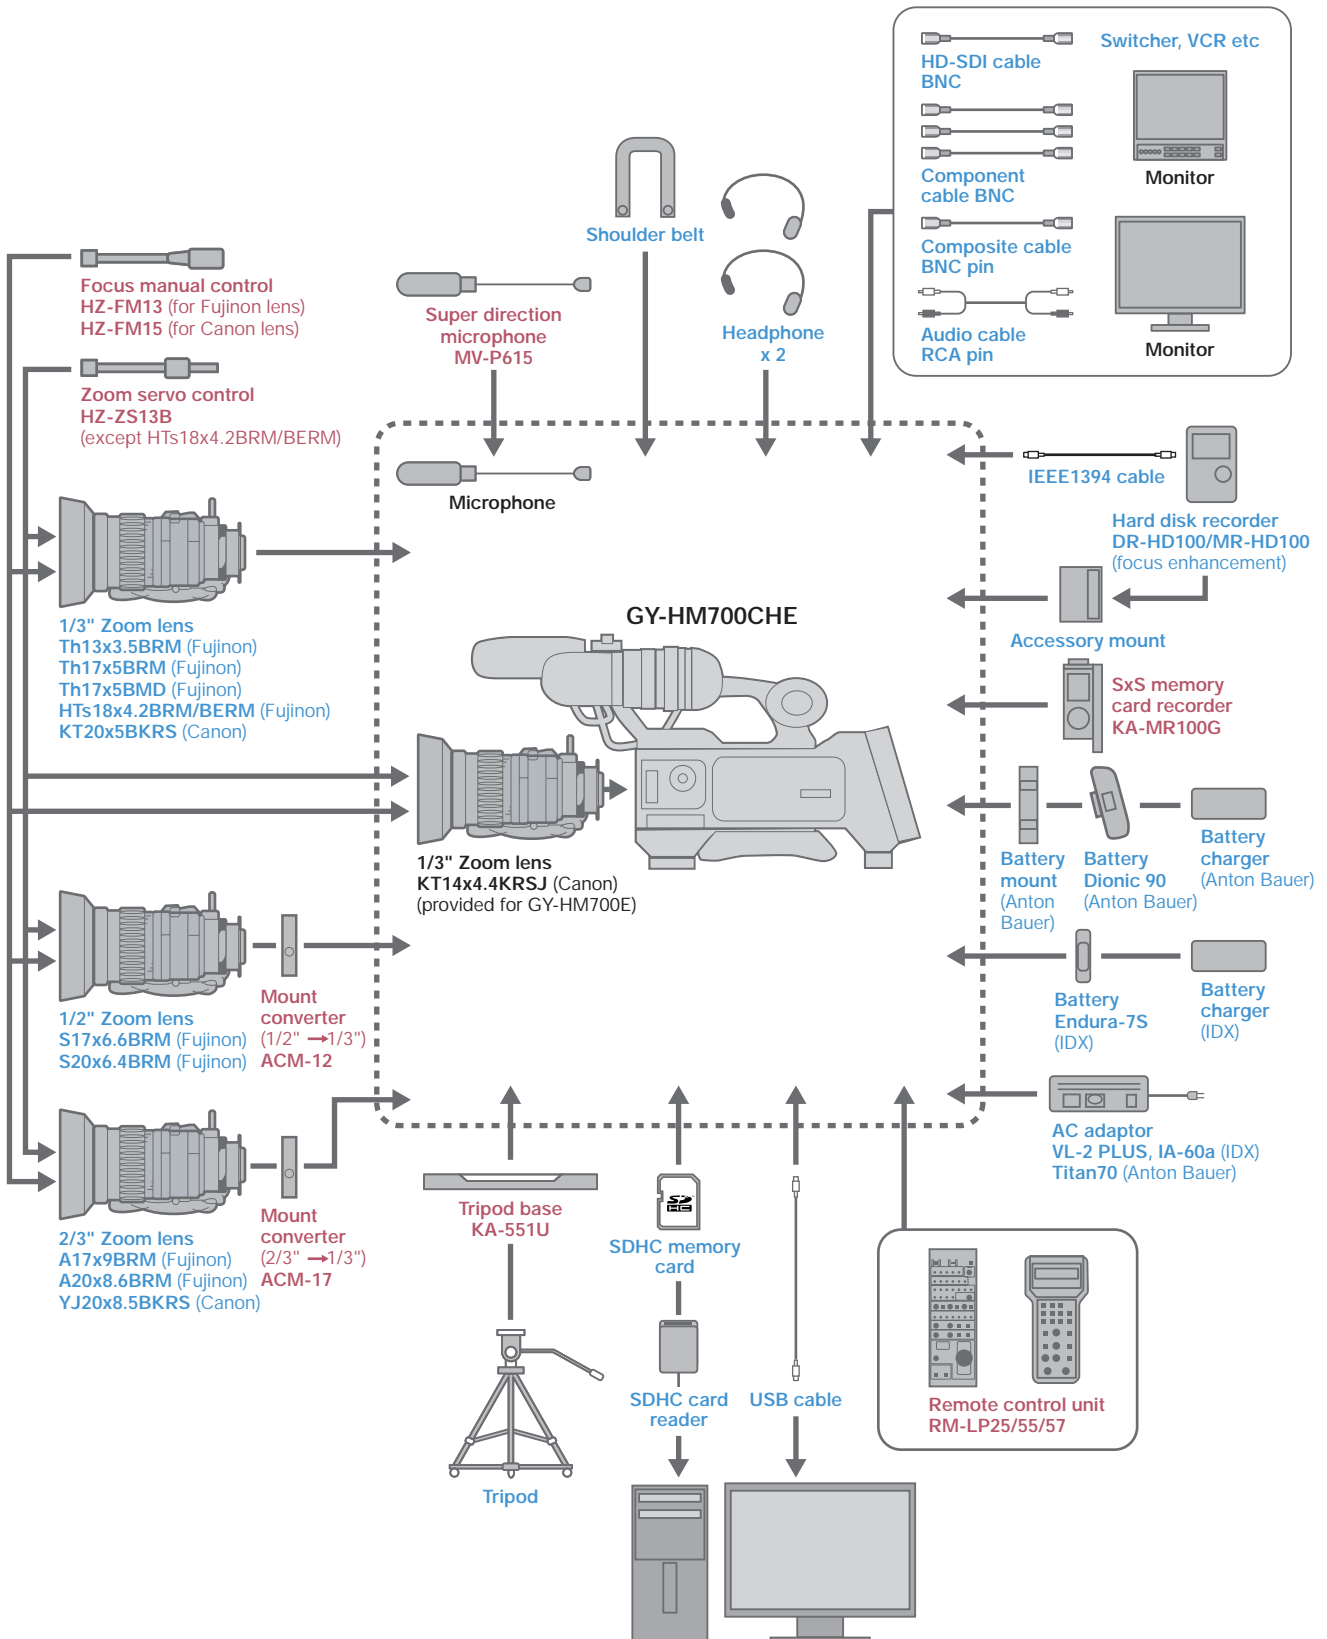 HD-SDI cable
BNC
Switcher, VCR etc
Component
cable BNC
Monitor
Composite cable
BNC pin
Audio cable
RCA pin
Monitor
Shoulder belt
Headphone
x 2
Super direction
microphone
MV-P615
Focus manual control
HZ-FM13 (for Fujinon lens)
HZ-FM15 (for Canon lens)
Zoom servo control
HZ-ZS13B
(except HTs18x4.2BRM/BERM)
Microphone
IEEE1394 cable
Hard disk recorder
DR-HD100/MR-HD100
(focus enhancement)
Accessory mount
1/3" Zoom lens
Th13x3.5BRM (Fujinon)
Th17x5BRM (Fujinon)
Th17x5BMD (Fujinon)
HTs18x4.2BRM/BERM (Fujinon)
KT20x5BKRS (Canon)
GY-HM700CHE
SxS memory
card recorder
KA-MR100G
1/3" Zoom lens
KT14x4.4KRSJ (Canon)
(provided for GY-HM700E)
Battery
mount
(Anton
Bauer)
Battery
Dionic 90
(Anton Bauer)
Battery
charger
(Anton Bauer)
1/2" Zoom lens
S17x6.6BRM (Fujinon)
S20x6.4BRM (Fujinon)
Mount
converter
(1/2" →1/3")
ACM-12
Battery
Endura-7S
(IDX)
Battery
charger
(IDX)
AC adaptor
VL-2 PLUS, IA-60a (IDX)
Titan70 (Anton Bauer)
2/3" Zoom lens
A17x9BRM (Fujinon)
A20x8.6BRM (Fujinon)
YJ20x8.5BKRS (Canon)
Mount
converter
(2/3" →1/3")
ACM-17
Tripod base
KA-551U
SD
HC
SDHC memory
card
SDHC card
reader
USB cable
Tripod
Remote control unit
RM-LP25/55/57